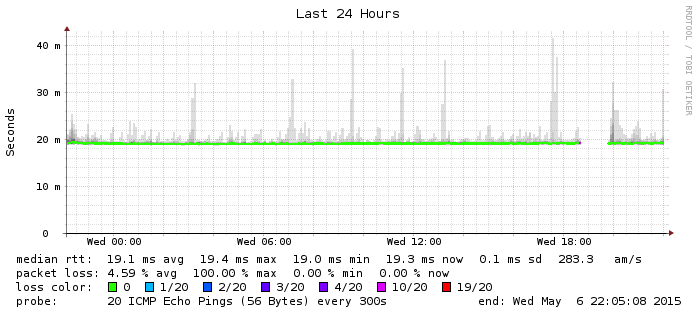 Last 24 Hours
RRDTOOL / TOBI OETIKER
Seconds
40 m
30 m
20 m
10 m
0
Wed 00:00 Wed 06:00 Wed 12:00 Wed 18:00
median rtt: 19.1 ms avg 19.4 ms max 19.0 ms min 19.3 ms now 0.1 ms sd 283.3 am/s
packet loss: 4.59 % avg 100.00 % max 0.00 % min 0.00 % now
loss color: 0 1/20 2/20 3/20 4/20 10/20 19/20
probe: 20 ICMP Echo Pings (56 Bytes) every 300s end: Wed May 6 22:05:08 2015